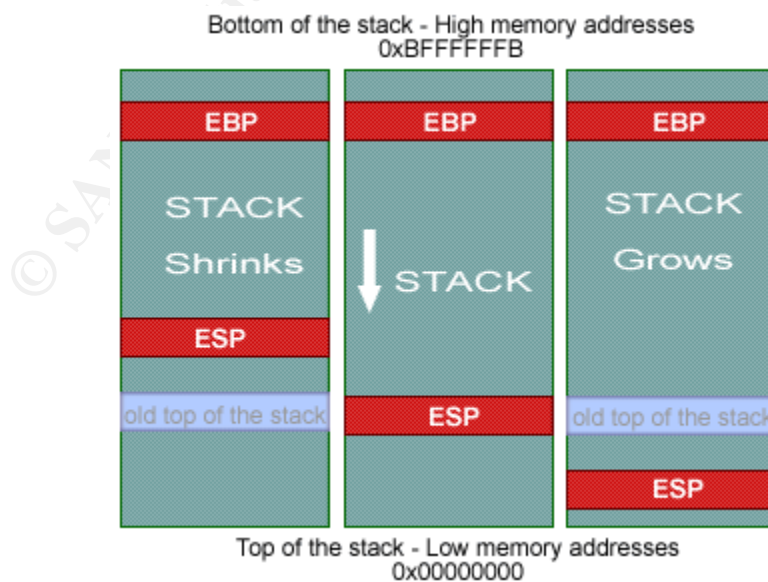 Bottom of the stack - High memory addresses
0xBFFFFFFB
EBP
EBP
EBP
STACK
Shrinks
STACK
STACK
Grows
ESP
old top of the stack
ESP
old top of the stack
ESP
Top of the stack - Low memory addresses
0x00000000
© SAN